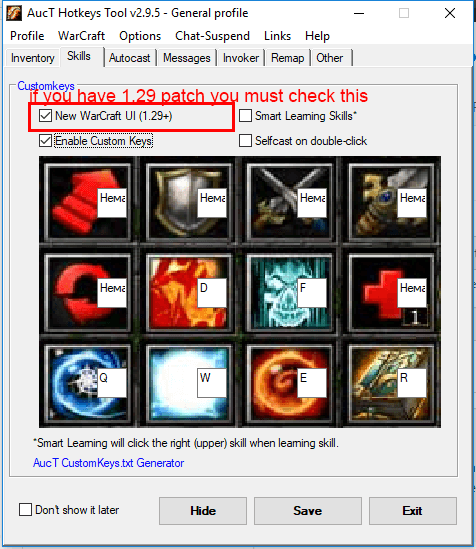 AucT Hotkeys Tool v2.9.5 - General profile
Profile WarCraft Options Chat-Suspend Links Help
Inventory Skills Autocast Messages Invoker Remap Other
Customkeys
if you have 1.29 patch you must check this
New WarCraft UI (1.29+) Smart Learning Skills*
Enable Custom Keys Selfcast on double-click
Нема Нема Нема Нема
Нема D F Нема
1
Q W E R
*Smart Learning will click the right (upper) skill when learning skill.
AucT CustomKeys.txt Generator
Don't show it later Hide Save Exit